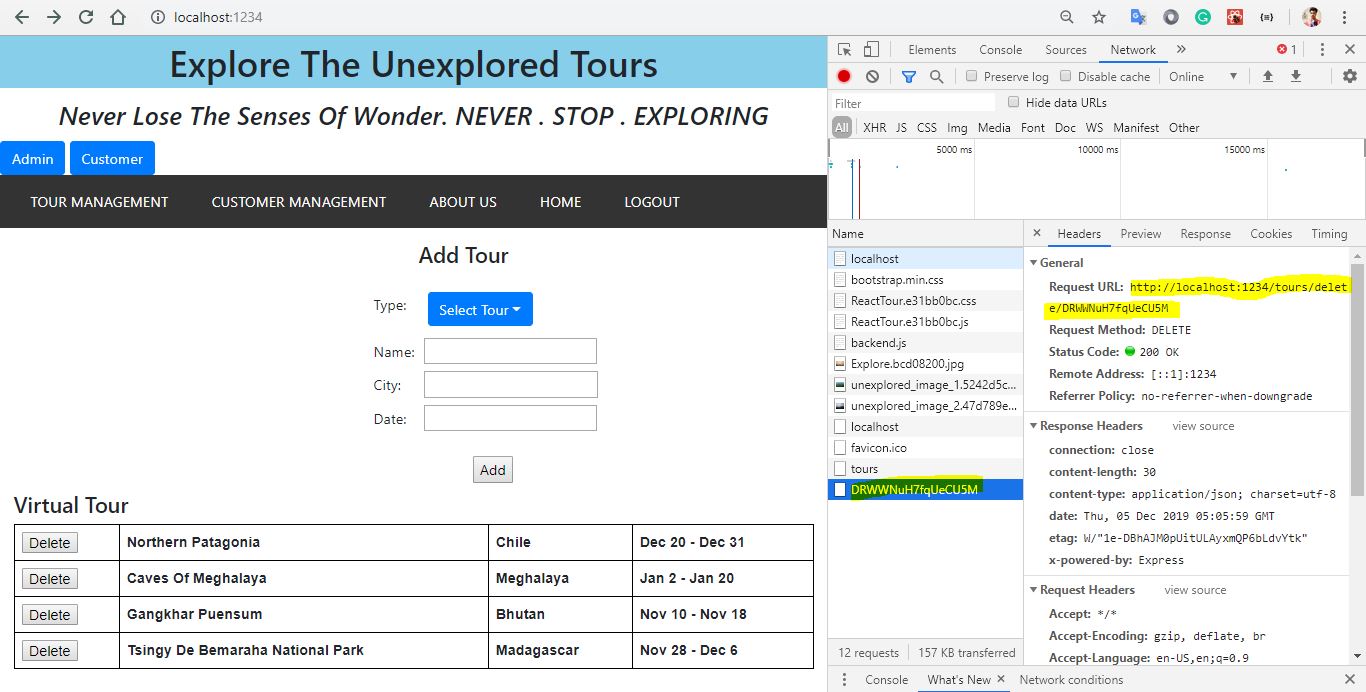 localhost:1234
Explore The Unexplored Tours
Never Lose The Senses Of Wonder. NEVER . STOP . EXPLORING
Admin Customer
TOUR MANAGEMENT CUSTOMER MANAGEMENT ABOUT US HOME LOGOUT
Add Tour
Type: Select Tour
Name:
City:
Date:
Add
Virtual Tour
Delete Northern Patagonia Chile Dec 20 - Dec 31
Delete Caves Of Meghalaya Meghalaya Jan 2 - Jan 20
Delete Gangkhar Puensum Bhutan Nov 10 - Nov 18
Delete Tsingy De Bemaraha National Park Madagascar Nov 28 - Dec 6
Elements Console Sources Network » 1
Preserve log Disable cache Online
Filter Hide data URLs
All XHR JS CSS Img Media Font Doc WS Manifest Other
5000 ms 10000 ms 15000 ms
Name
localhost
bootstrap.min.css
ReactTour.e31bb0bc.css
ReactTour.e31bb0bc.js
backend.js
Explore.bcd08200.jpg
unexplored_image_1.5242d5c...
unexplored_image_2.47d789e...
localhost
favicon.ico
tours
DRWWNuH7fqUeCU5M
12 requests 157 KB transferred
Headers Preview Response Cookies Timing
General
Request URL: http://localhost:1234/tours/delet
e/DRWWNuH7fqUeCU5M
Request Method: DELETE
Status Code: 200 OK
Remote Address: [::1]:1234
Referrer Policy: no-referrer-when-downgrade
Response Headers view source
connection: close
content-length: 30
content-type: application/json; charset=utf-8
date: Thu, 05 Dec 2019 05:05:59 GMT
etag: W/"1e-DBhAJM0pUitULAyxmQP6bLdvYtk"
x-powered-by: Express
Request Headers view source
Accept: */*
Accept-Encoding: gzip, deflate, br
Accept-Language: en-US,en;q=0.9
Console What's New Network conditions